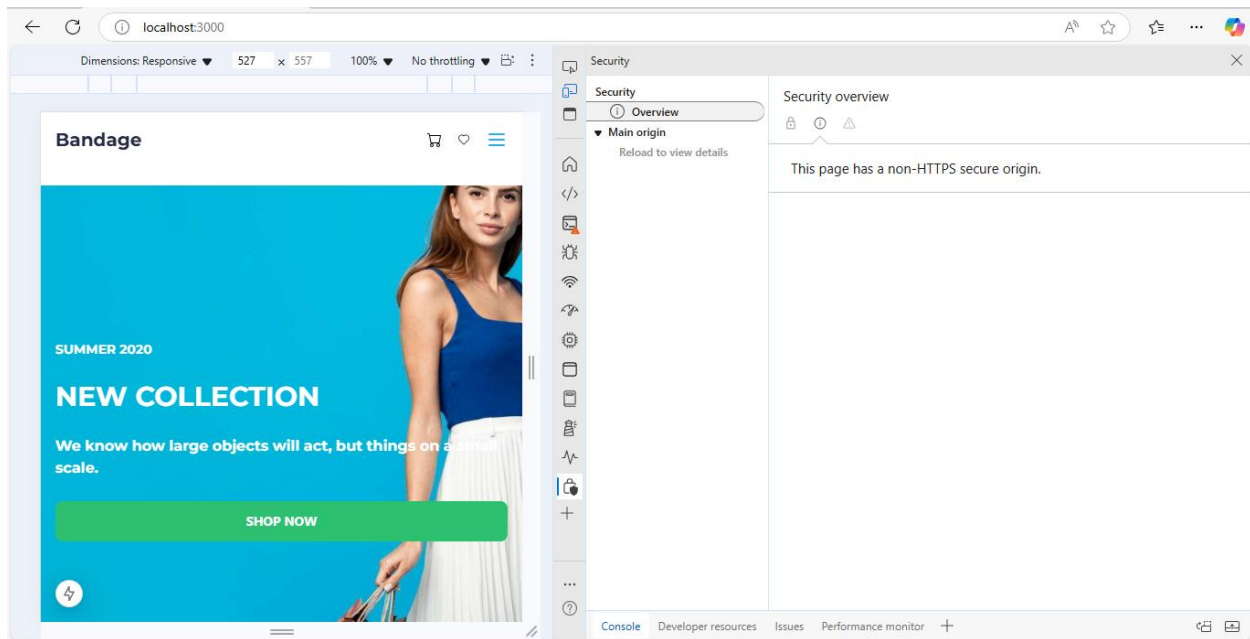 localhost:3000
Dimensions: Responsive 527 x 557 100% No throttling
Bandage
SUMMER 2020
NEW COLLECTION
We know how large objects will act, but things on a small
scale.
SHOP NOW
Security
Security
Overview
Main origin
Reload to view details
Security overview
This page has a non-HTTPS secure origin.
Console Developer resources Issues Performance monitor